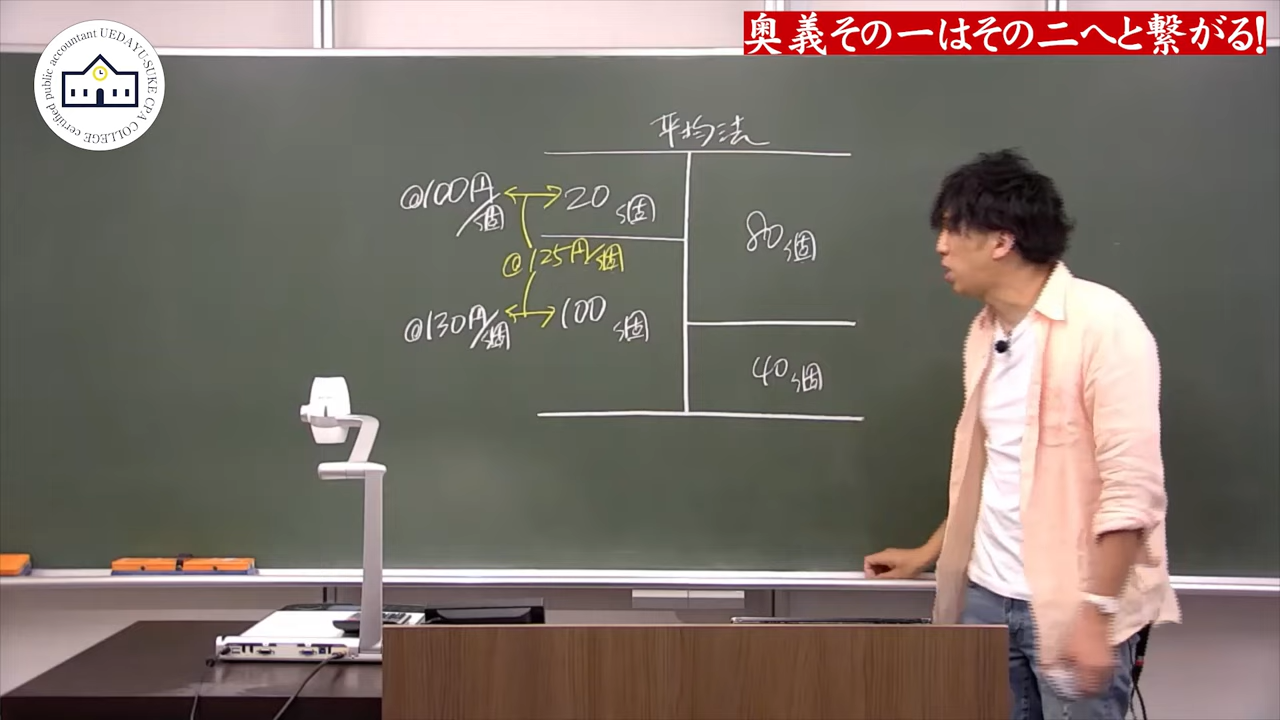 UEDAYU-SUKE CPA COLLEGE certified public accountant
奥義その一はその二へと繋がる!
平均法
@100円/個
20個
80個
@125円/個
@130円/個
100個
40個